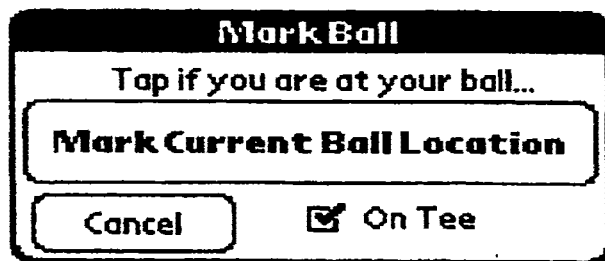 Mark Ball
Tap if you are at your ball...
Mark Current Ball Location
Cancel
On Tee